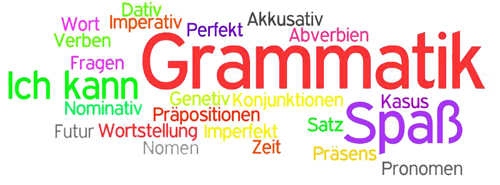 Dativ
Wort Imperativ Perfekt Akkusativ
Verben Abverbien
Fragen Grammatik
Ich kann
Nominativ Genetiv Konjunktionen Kasus
Präpositionen Spaß
Futur Wortstellung Imperfekt Satz
Nomen Zeit Präsens
Pronomen